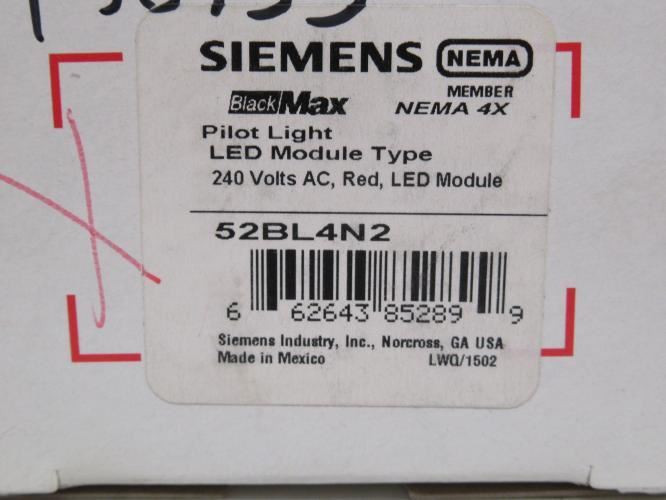 SIEMENS NEMA
MEMBER
BlackMax NEMA 4X
Pilot Light
LED Module Type
240 Volts AC, Red, LED Module
52BL4N2
6 62643 85289 9
Siemens Industry, Inc., Norcross, GA USA
Made in Mexico LWQ/1502